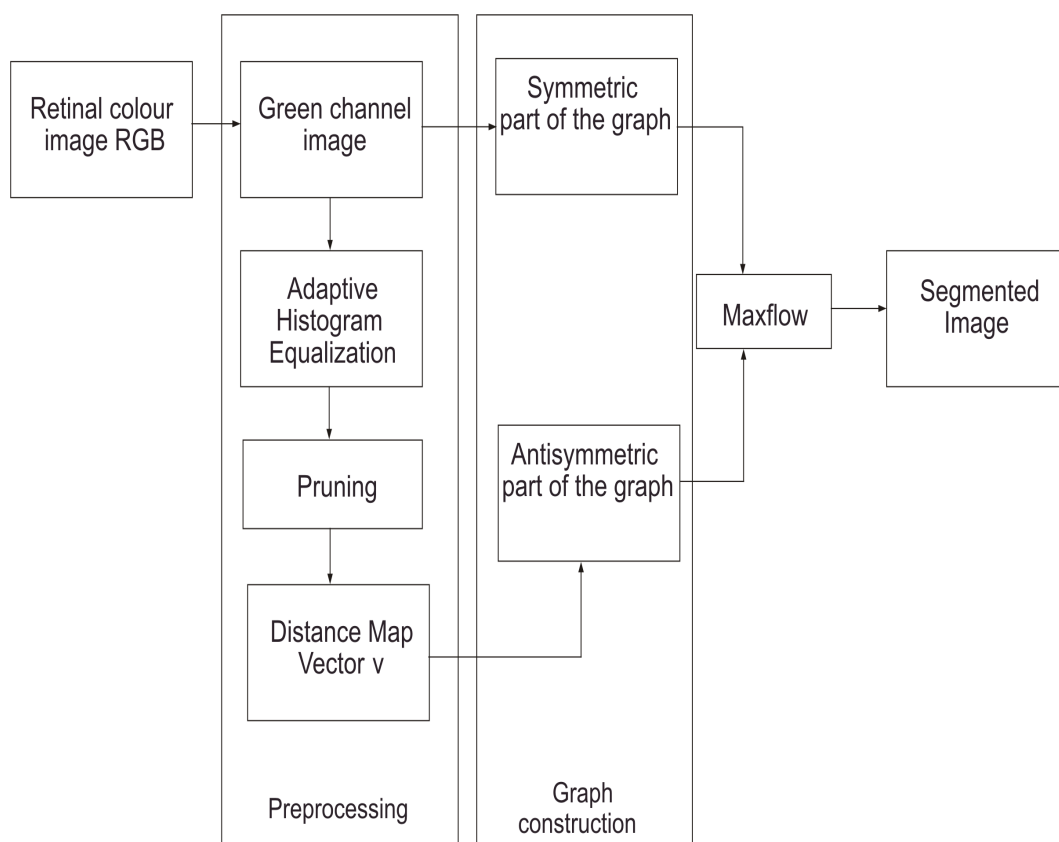 Retinal colour
image RGB
Green channel
image
Adaptive
Histogram
Equalization
Pruning
Distance Map
Vector v
Preprocessing
Symmetric
part of the graph
Antisymmetric
part of the graph
Graph
construction
Maxflow
Segmented
Image